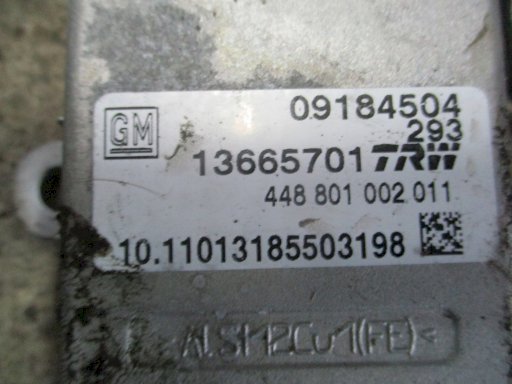 09184504
293
GM
13665701 TRW
448 801 002 011
10.11013185503198
AlSi12Cu1(FE)<